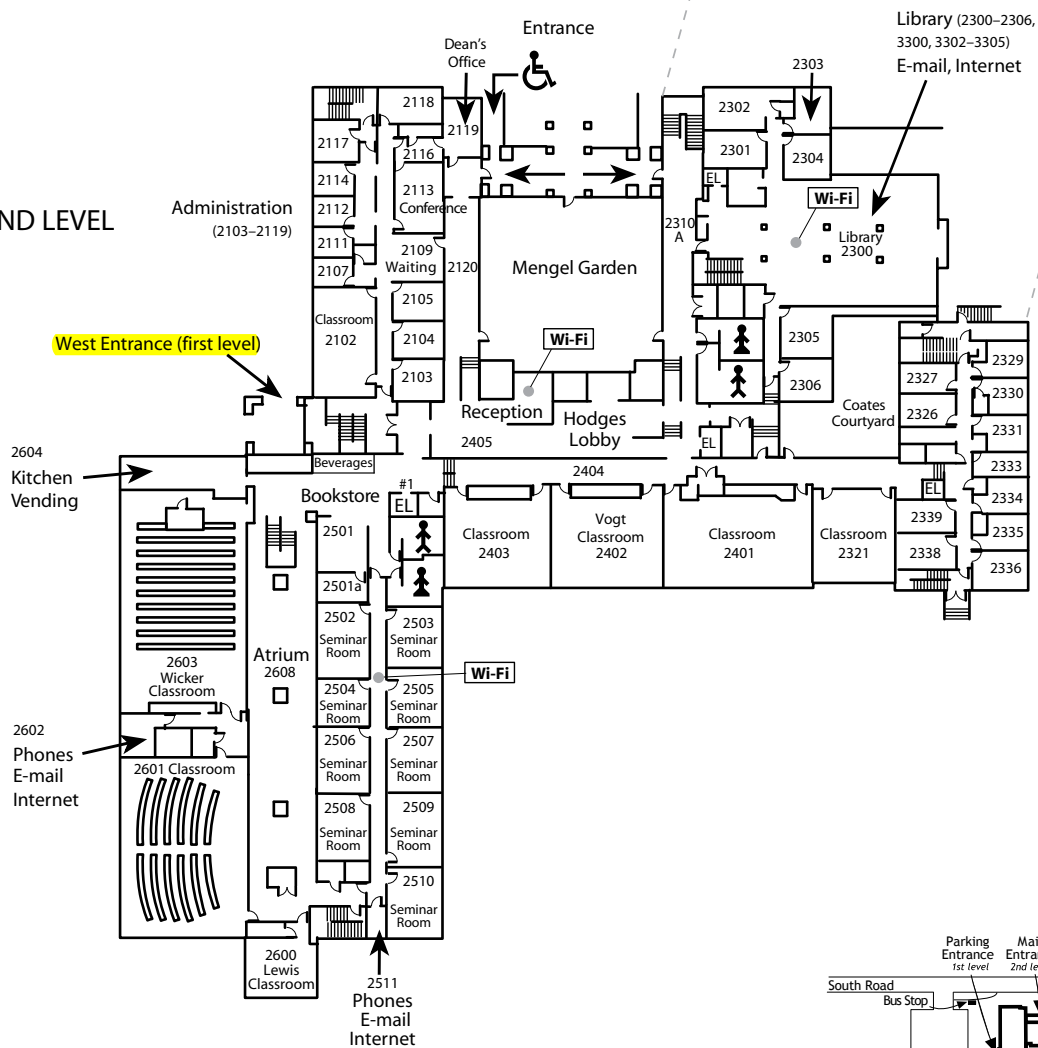 Entrance
Dean's
Office
Library (2300–2306,
3300, 3302–3305)
E-mail, Internet
2303
2118
2119
2302
2117
2116
2301
2304
2114
2113
Conference
EL
ND LEVEL
Administration
(2103–2119)
2112
2310
A
Wi-Fi
2111
2109
Waiting
2107
2120
Mengel Garden
Library
2300
2105
Classroom
2102
2104
2103
West Entrance (first level)
Wi-Fi
2305
2306
2327
2329
2330
2326
2331
Coates
Courtyard
Reception
Hodges
Lobby
2405
EL
2604
Kitchen
Vending
Beverages
2404
2333
Bookstore
#1
EL
EL
2334
2501
Classroom
2403
Vogt
Classroom
2402
Classroom
2401
Classroom
2321
2339
2335
2338
2336
2501a
2502
Seminar
Room
2503
Seminar
Room
Atrium
2608
2603
Wicker
Classroom
Wi-Fi
2504
Seminar
Room
2505
Seminar
Room
2602
Phones
E-mail
Internet
2506
Seminar
Room
2507
Seminar
Room
2601 Classroom
2508
Seminar
Room
2509
Seminar
Room
2510
Seminar
Room
2600
Lewis
Classroom
2511
Phones
E-mail
Internet
Parking
Entrance
1st level
Mai
Entran
2nd le
South Road
Bus Stop